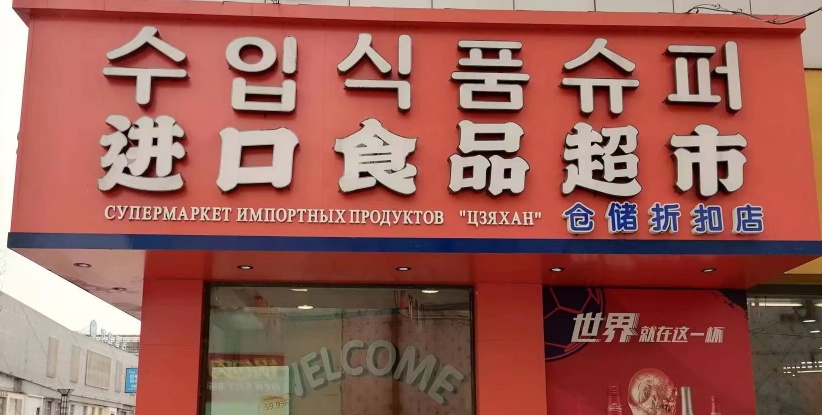 수입식품슈퍼
进口食品超市
СУПЕРМАРКЕТ ИМПОРТНЫХ ПРОДУКТОВ "ЦЗЯХАН" 仓储折扣店
WELCOME
世界就在这一杯